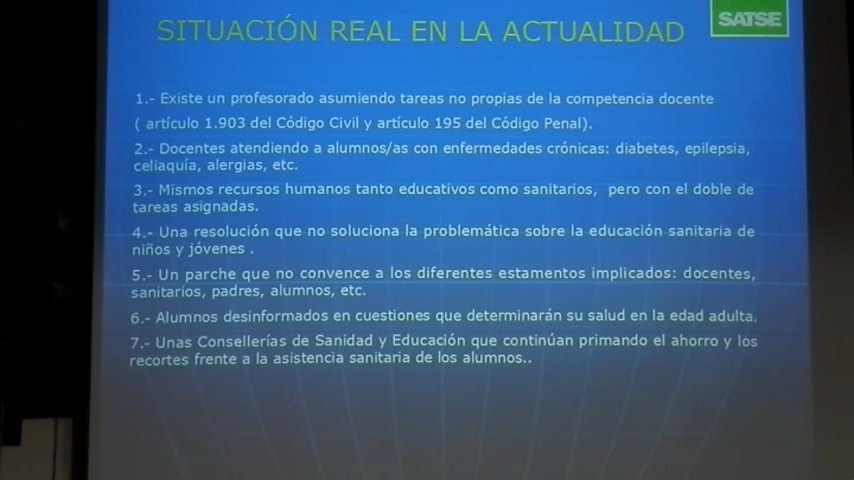 SITUACIÓN REAL EN LA ACTUALIDAD
SATSE
1.- Existe un profesorado asumiendo tareas no propias de la competencia docente
( artículo 1.903 del Código Civil y artículo 195 del Código Penal).
2.- Docentes atendiendo a alumnos/as con enfermedades crónicas: diabetes, epilepsia,
celiaquía, alergias, etc.
3.- Mismos recursos humanos tanto educativos como sanitarios, pero con el doble de
tareas asignadas.
4.- Una resolución que no soluciona la problemática sobre la educación sanitaria de
niños y jóvenes .
5.- Un parche que no convence a los diferentes estamentos implicados: docentes,
sanitarios, padres, alumnos, etc.
6.- Alumnos desinformados en cuestiones que determinarán su salud en la edad adulta.
7.- Unas Consellerías de Sanidad y Educación que continúan primando el ahorro y los
recortes frente a la asistencia sanitaria de los alumnos..